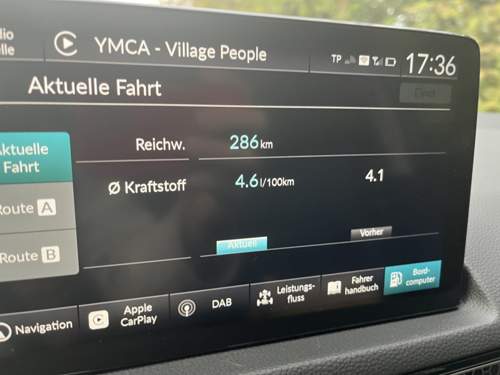 YMCA - Village People
TP
17:36
Aktuelle Fahrt
Aktuelle
Fahrt
Reichw.
286 km
Ø Kraftstoff
4.6 l/100km
4.1
Route A
Route B
Aktuell
Vorher
Navigation
Apple
CarPlay
DAB
Leistungs-
fluss
Fahrer
handbuch
Bord-
computer